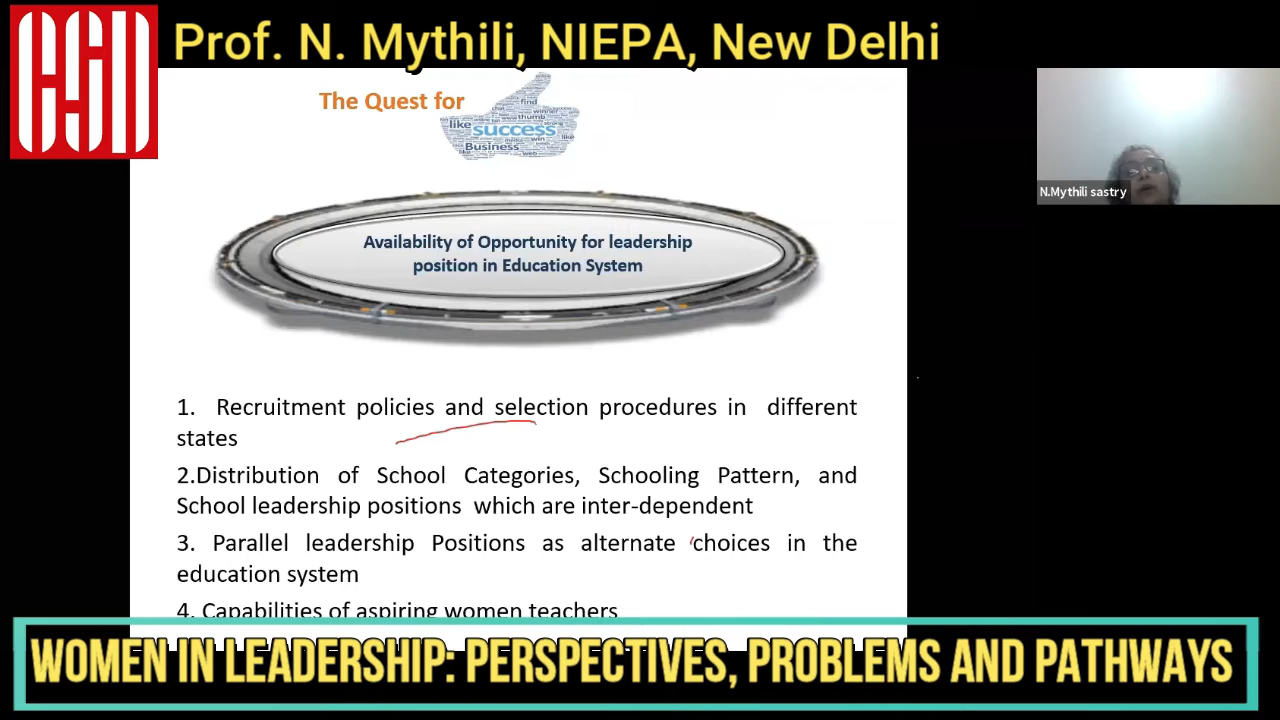 Prof. N. Mythili, NIEPA, New Delhi
The Quest for
find
like
success
Business
Availability of Opportunity for leadership
position in Education System
N.Mythili sastry
1. Recruitment policies and selection procedures in different
states
2.Distribution of School Categories, Schooling Pattern, and
School leadership positions which are inter-dependent
3. Parallel leadership Positions as alternate choices in the
education system
4. Capabilities of aspiring women teachers
WOMEN IN LEADERSHIP: PERSPECTIVES, PROBLEMS AND PATHWAYS